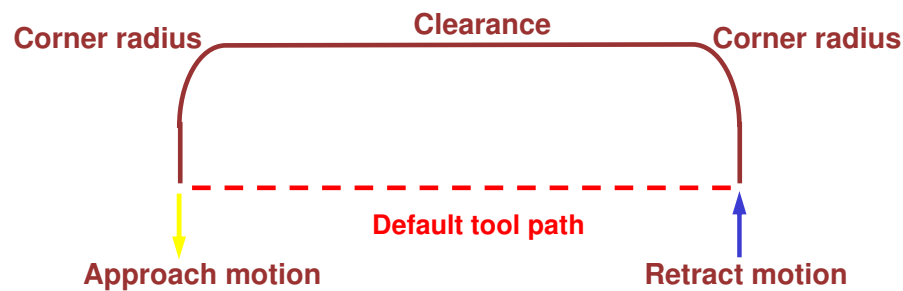 Clearance
Corner radius
Corner radius
Default tool path
Approach motion
Retract motion